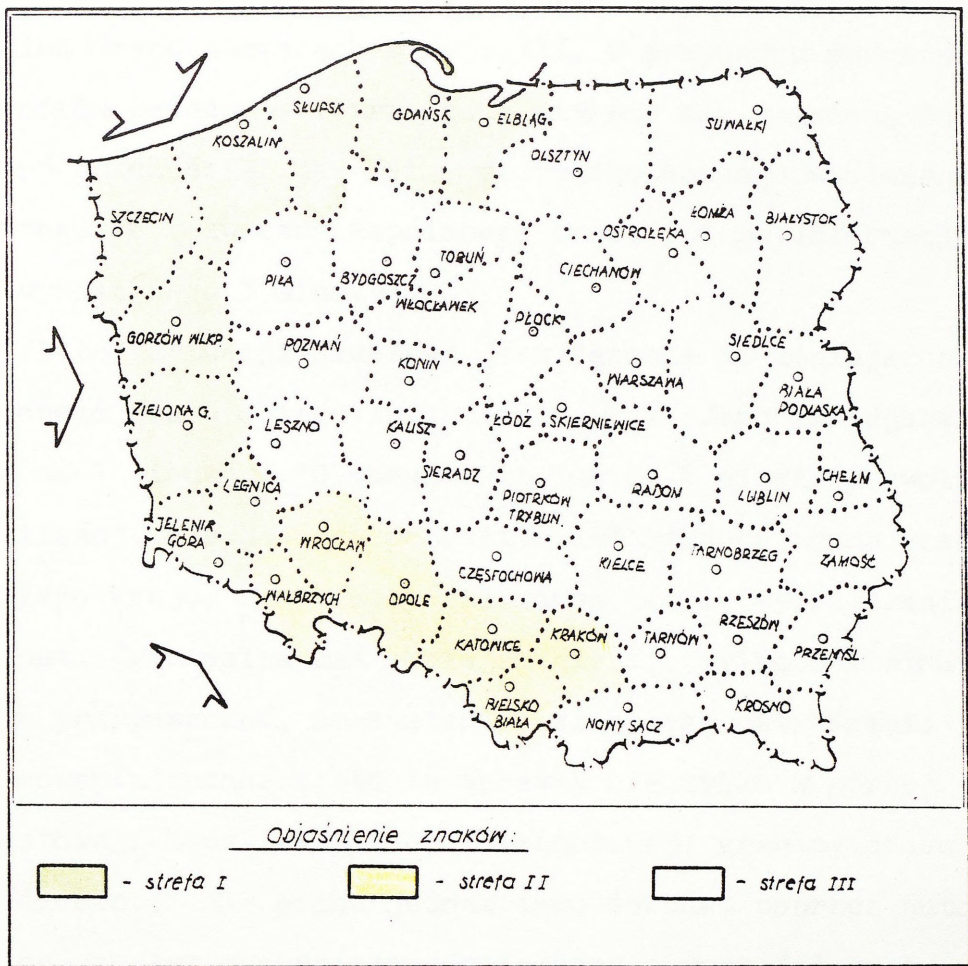 SŁUPSK
GDAŃSK
ELBLĄG
SUWAŁKI
KOSZALIN
OLSZTYN
SZCZECIN
ŁOMŻA
BIAŁYSTOK
OSTROŁĘKA
PIŁA
BYDGOSZCZ
TORUŃ
CIECHANÓW
WŁOCŁAWEK
PŁOCK
GORZÓW WLKP.
POZNAŃ
KONIN
WARSZAWA
SIEDLCE
BIAŁA
PODLASKA
ZIELONA G.
LESZNO
KALISZ
ŁÓDŹ
SKIERNIEWICE
SIERADZ
LEGNICA
PIOTRKÓW
TRYBUN.
RADOM
LUBLIN
CHEŁM
JELENIA
GÓRA
WROCŁAW
CZĘSTOCHOWA
KIELCE
TARNOBRZEG
ZAMOŚĆ
WAŁBRZYCH
OPOLE
KATOWICE
KRAKÓW
TARNÓW
RZESZÓW
PRZEMYŚL
BIELSKO
BIAŁA
NOWY SĄCZ
KROSNO
Objaśnienie znaków:
- strefa I
- strefa II
- strefa III